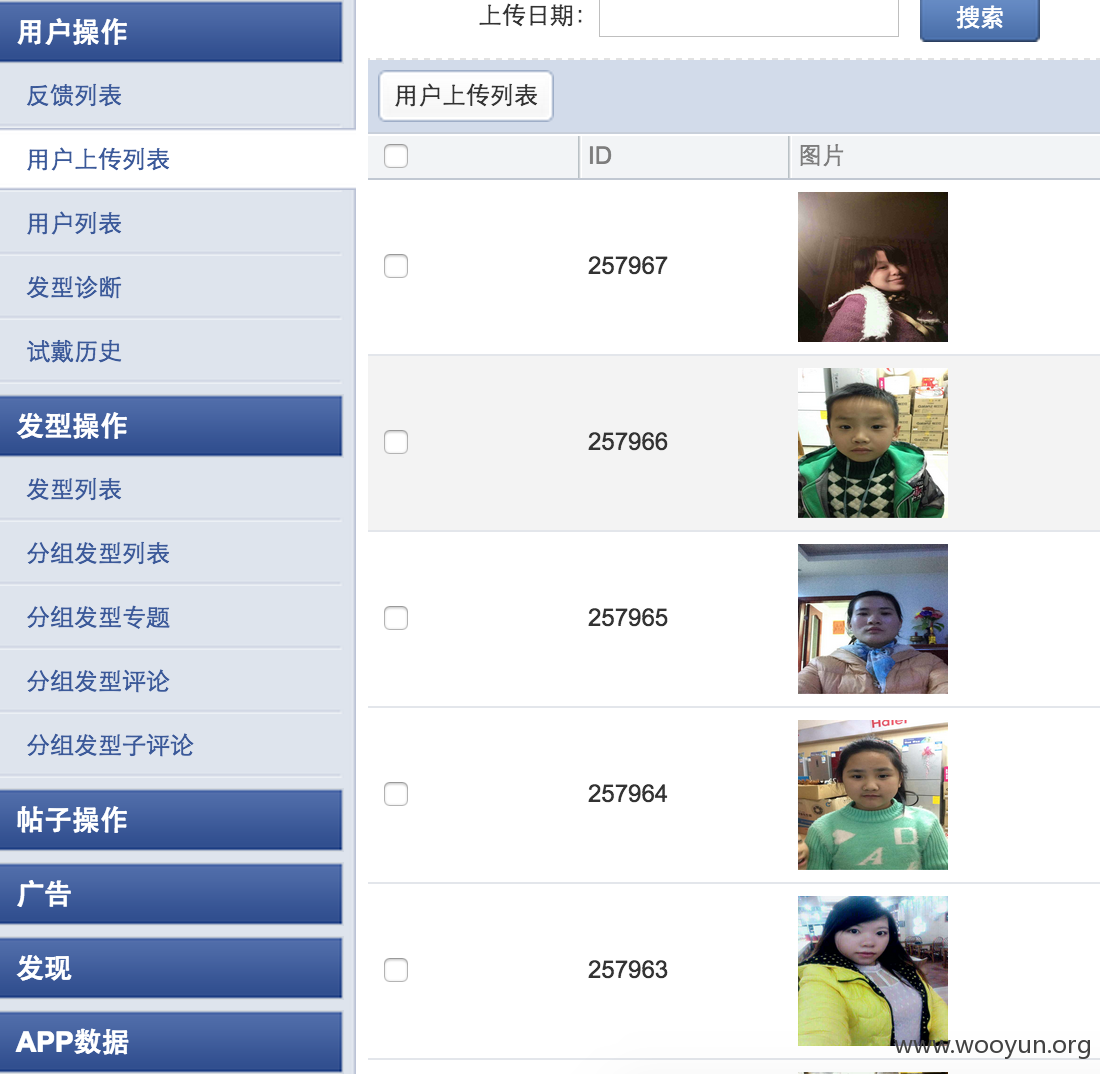 用户操作
反馈列表
用户上传列表
用户列表
发型诊断
试戴历史
发型操作
发型列表
分组发型列表
分组发型专题
分组发型评论
分组发型子评论
帖子操作
广告
发现
APP数据
上传日期：
搜索
用户上传列表
ID 图片
257967
257966
257965
257964
Haier
D
A
257963
www.wooyun.org